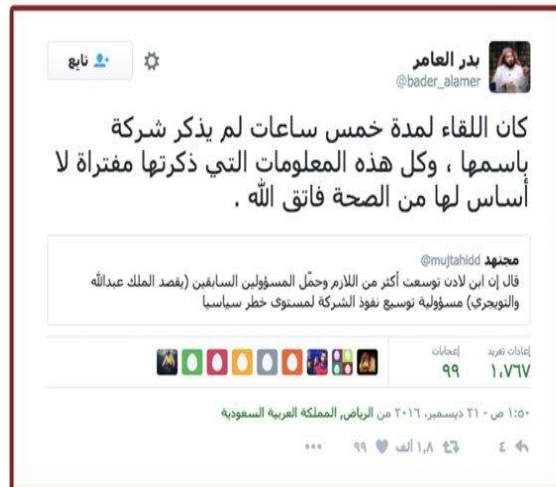 بدر العامر
@bader_alamer
تابع
كان اللقاء لمدة خمس ساعات لم يذكر شركة
باسمها ، وكل هذه المعلومات التي ذكرتها مفتراة لا
أساس لها من الصحة فاتق الله .
مجتهد @mujtahidd
قال إن ابن لادن توسعت أكثر من اللازم وحمّل المسؤولين السابقين (يقصد الملك عبدالله
والتويجري) مسؤولية توسيع نفوذ الشركة لمستوى خطر سياسيا
إعادات تغريد
إعجابات
١،٧٦٧
٩٩
١:٥٠ ص - ٢١ ديسمبر، ٢٠١٦ من الرياض, المملكة العربية السعودية
٤
١,٨ ألف
٩٩